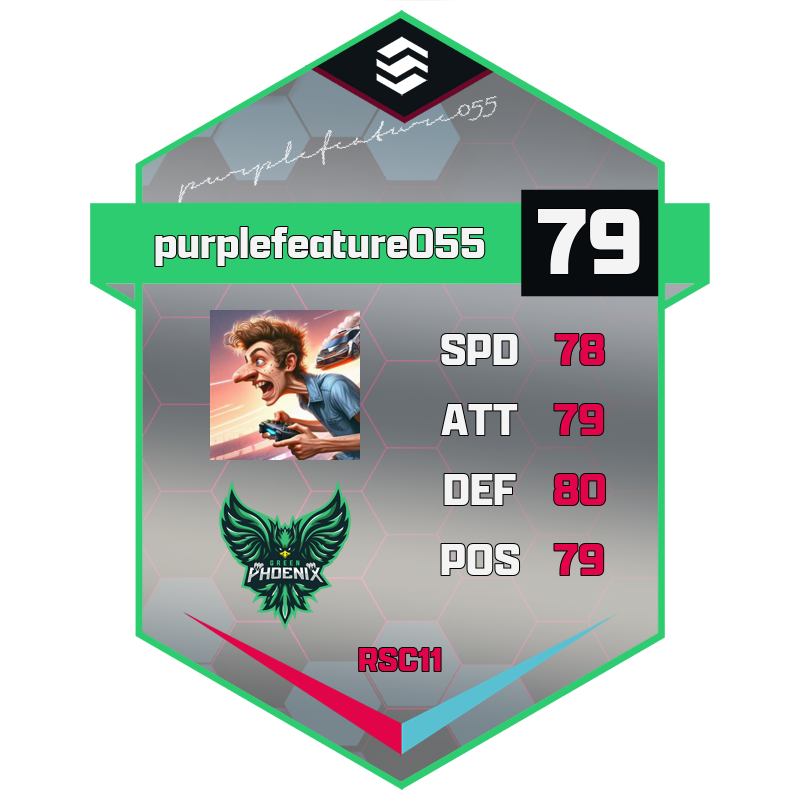 purplefeature055
purplefeature055
79
SPD 78
ATT 79
DEF 80
POS 79
GREEN
PHOENIX
RSC11